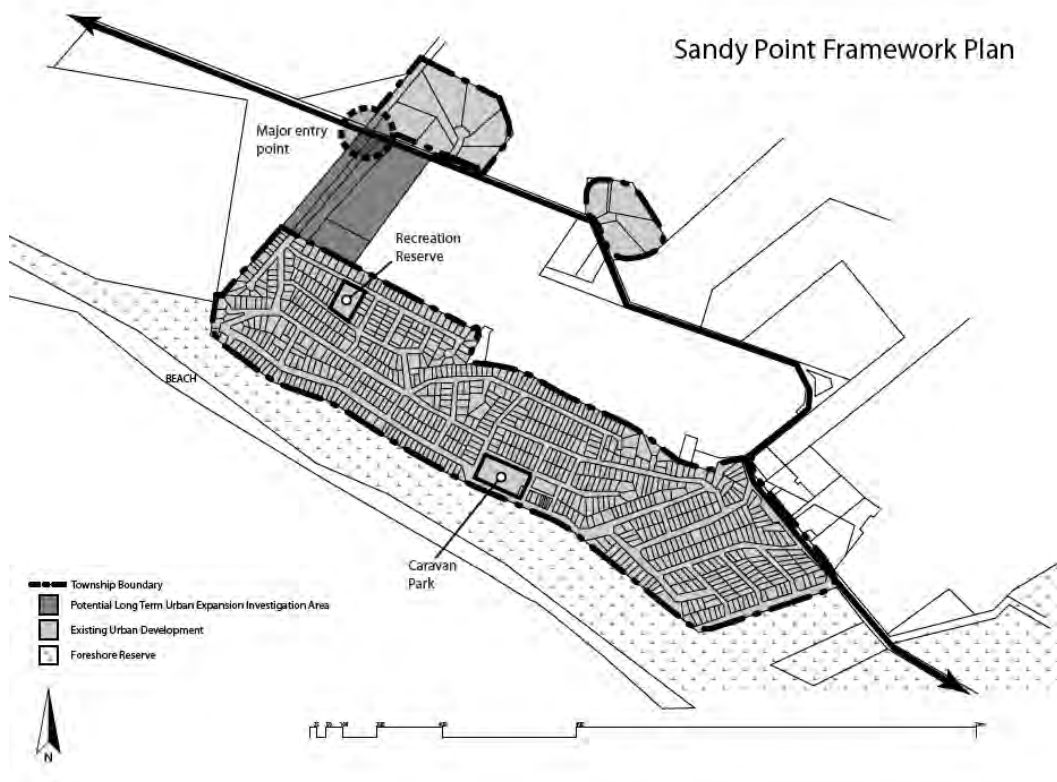 Sandy Point Framework Plan
Major entry
point
Recreation
Reserve
BEACH
Caravan
Park
Township Boundary
Potential Long Term Urban Expansion Investigation Area
Existing Urban Development
Foreshore Reserve
N